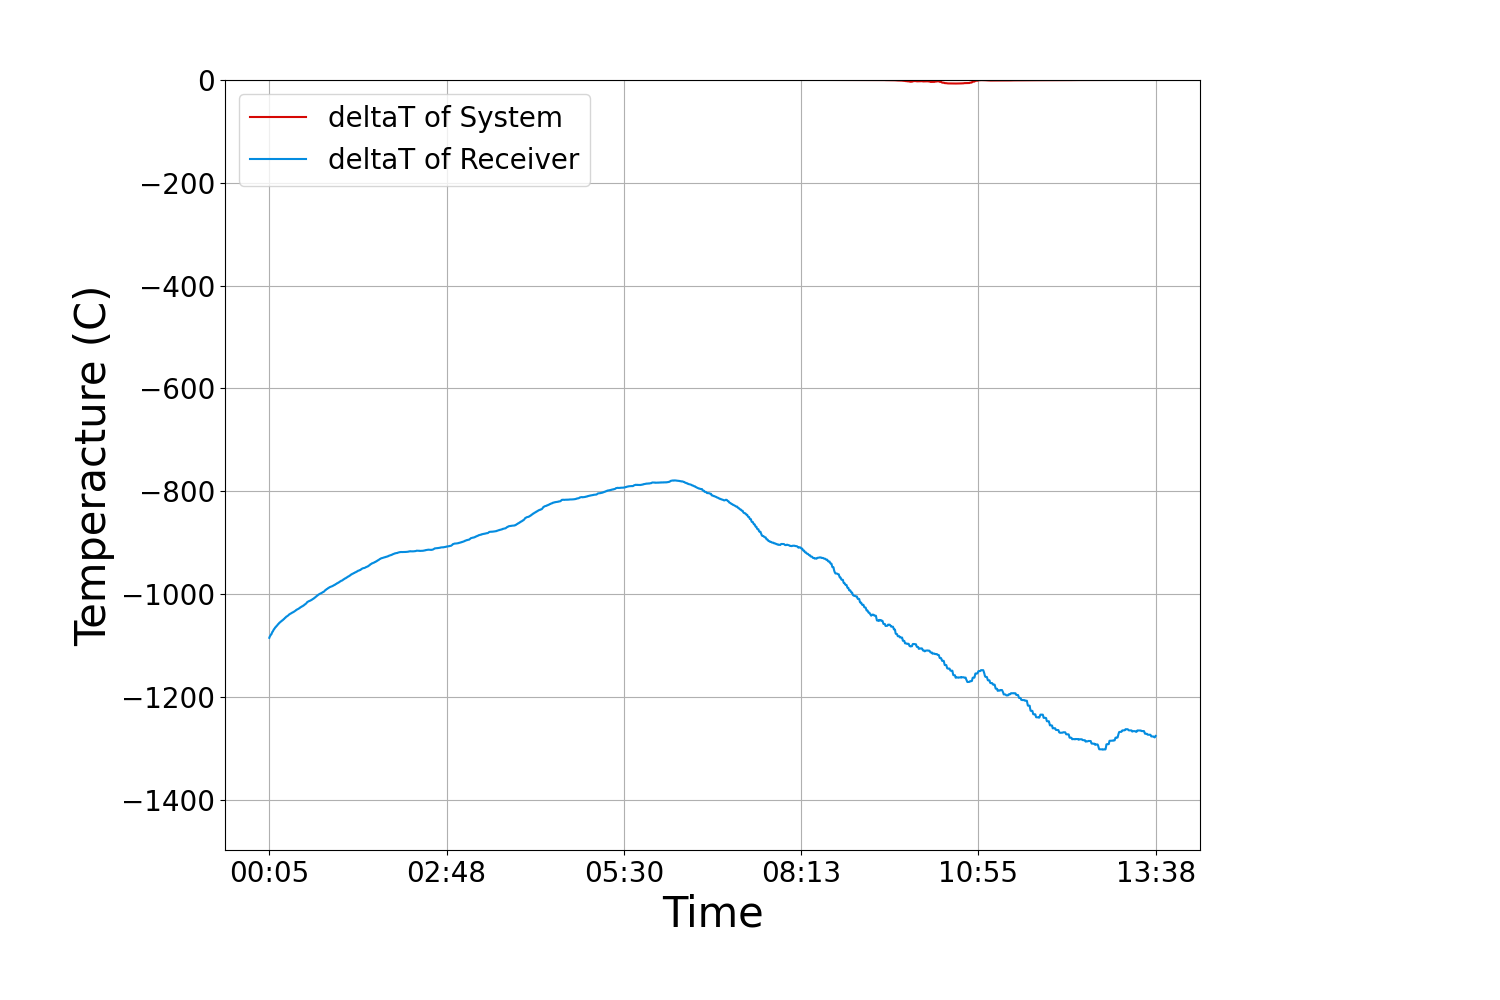 0
−200
−400
−600
−800
−1000
−1200
−1400
Temperacture (C)
deltaT of System
deltaT of Receiver
00:05 02:48 05:30 08:13 10:55 13:38
Time